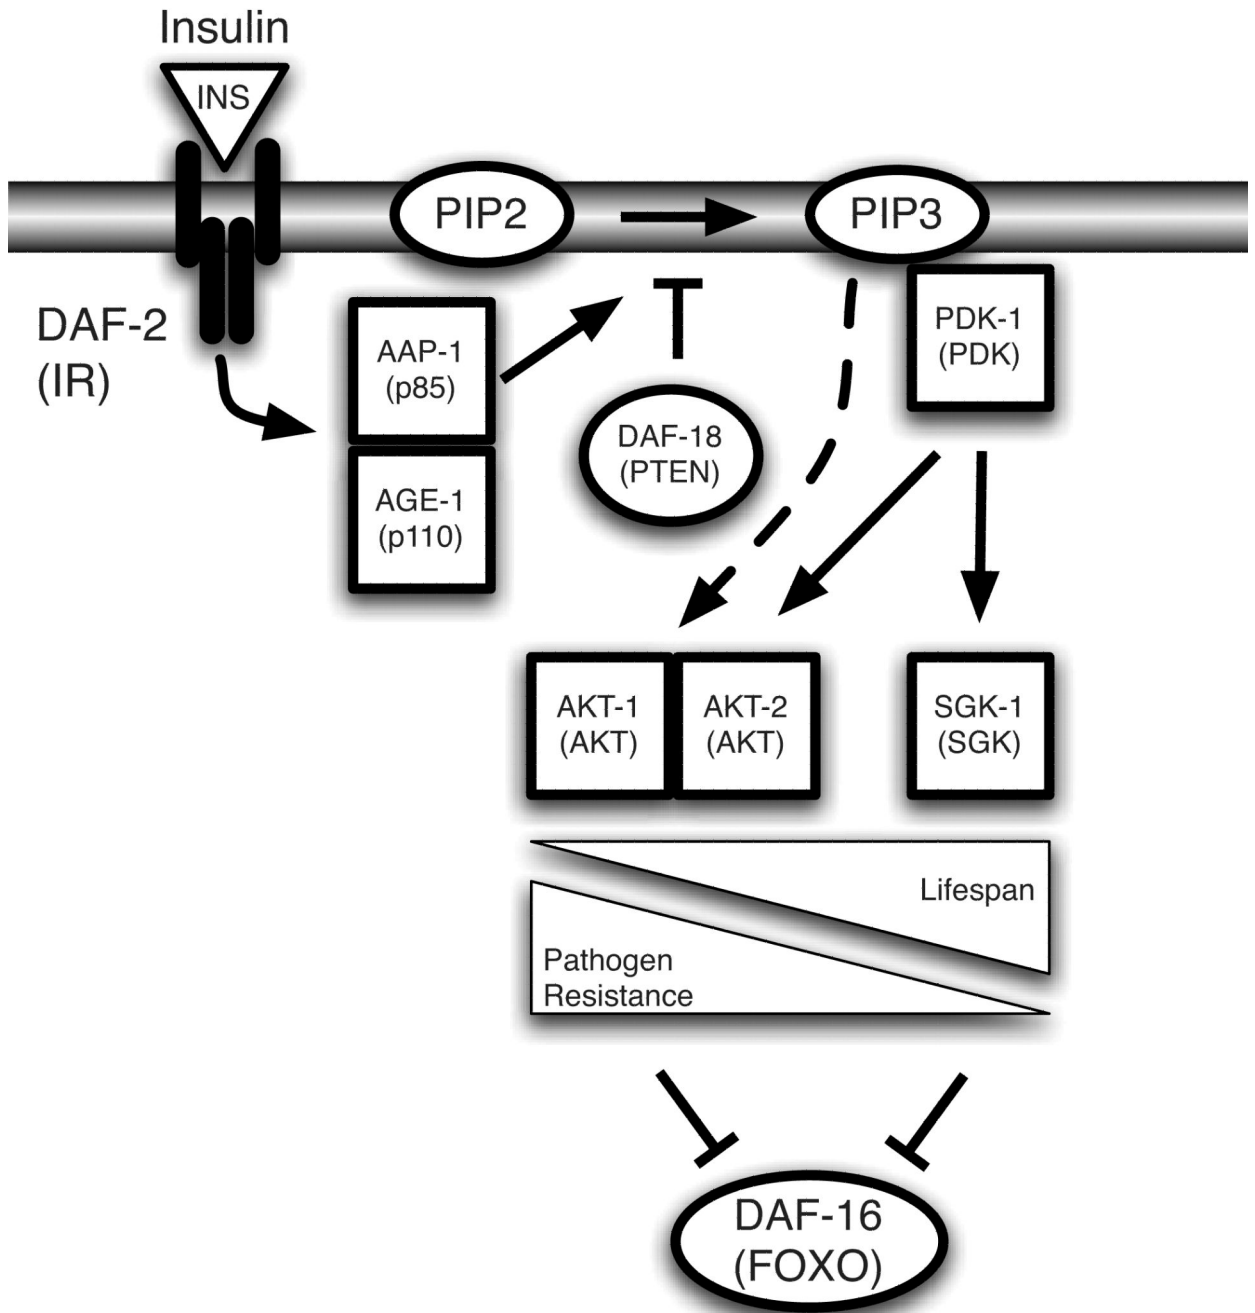 Insulin
INS
PIP2
PIP3
DAF-2
(IR)
AAP-1
(p85)
AGE-1
(p110)
DAF-18
(PTEN)
PDK-1
(PDK)
AKT-1
(AKT)
AKT-2
(AKT)
SGK-1
(SGK)
Lifespan
Pathogen
Resistance
DAF-16
(FOXO)